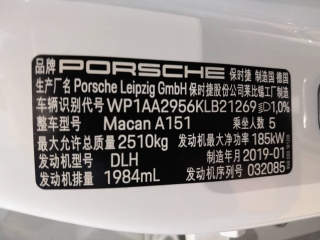 品牌 PORSCHE 保时捷 制造国 德国
生产厂名 Porsche Leipzig GmbH 保时捷股份公司莱比锡工厂制造
车辆识别代号 WP1AA2956KLB21269 1,0%
整车型号 Macan A151 乘坐人数 5
最大允许总质量 2510kg 发动机最大净功率 185kW
发动机型号 DLH 制造年月 2019-01
发动机排量 1984mL 发动机序列号 032085